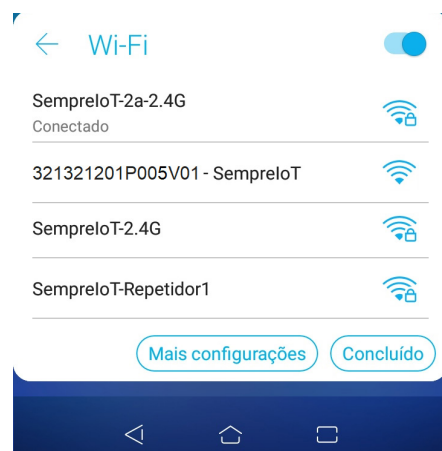 Wi-Fi
SempreIoT-2a-2.4G
Conectado
321321201P005V01 - SempreIoT
SempreIoT-2.4G
SempreIoT-Repetidor1
Mais configurações Concluído